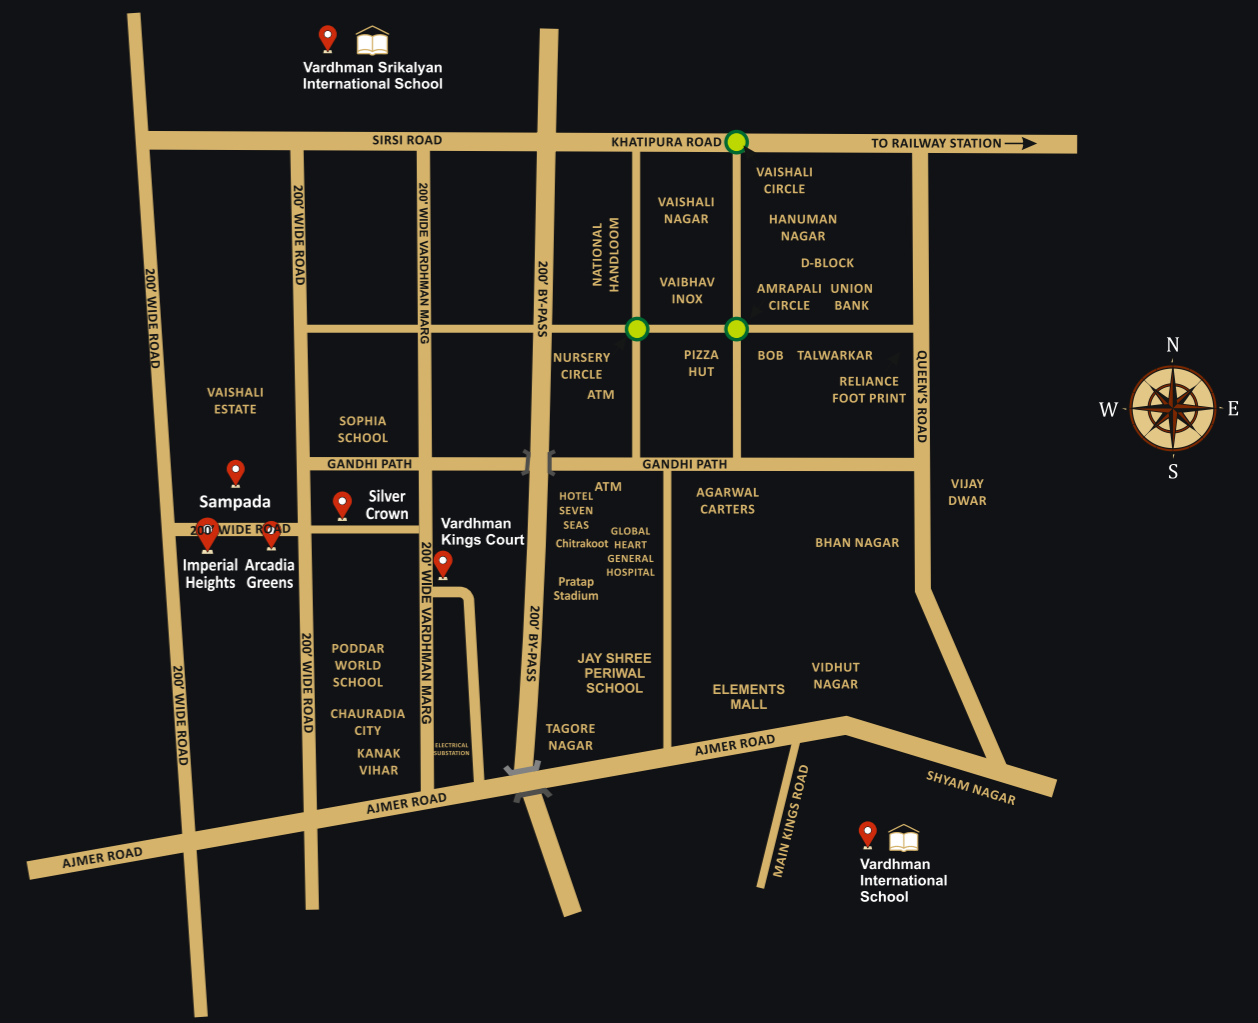 Vardhman Srikalyan
International School
SIRSI ROAD
KHATIPURA ROAD
TO RAILWAY STATION
VAISHALI
CIRCLE
200' WIDE ROAD
200' WIDE VARDHMAN MARG
VAISHALI
NAGAR
HANUMAN
NAGAR
NATIONAL
HANDLOOM
D-BLOCK
200' WIDE ROAD
200' BY-PASS
VAIBHAV
INOX
AMRAPALI
CIRCLE
UNION
BANK
NURSERY
CIRCLE
ATM
PIZZA
HUT
BOB
TALWARKAR
RELIANCE
FOOT PRINT
QUEEN'S ROAD
N
W
E
S
VAISHALI
ESTATE
SOPHIA
SCHOOL
GANDHI PATH
GANDHI PATH
Sampada
Silver
Crown
200' WIDE ROAD
Imperial
Heights
Arcadia
Greens
Vardhman
Kings Court
200' WIDE VARDHMAN MARG
ATM
HOTEL
SEVEN
SEAS
Chitrakoot
GLOBAL
HEART
GENERAL
HOSPITAL
Pratap
Stadium
AGARWAL
CARTERS
VIJAY
DWAR
BHAN NAGAR
200' BY-PASS
200' WIDE ROAD
200' WIDE ROAD
PODDAR
WORLD
SCHOOL
CHAURADIA
CITY
KANAK
VIHAR
ELECTRICAL
SUBSTATION
JAY SHREE
PERIWAL
SCHOOL
TAGORE
NAGAR
ELEMENTS
MALL
VIDHUT
NAGAR
AJMER ROAD
AJMER ROAD
AJMER ROAD
MAIN KINGS ROAD
SHYAM NAGAR
Vardhman
International
School